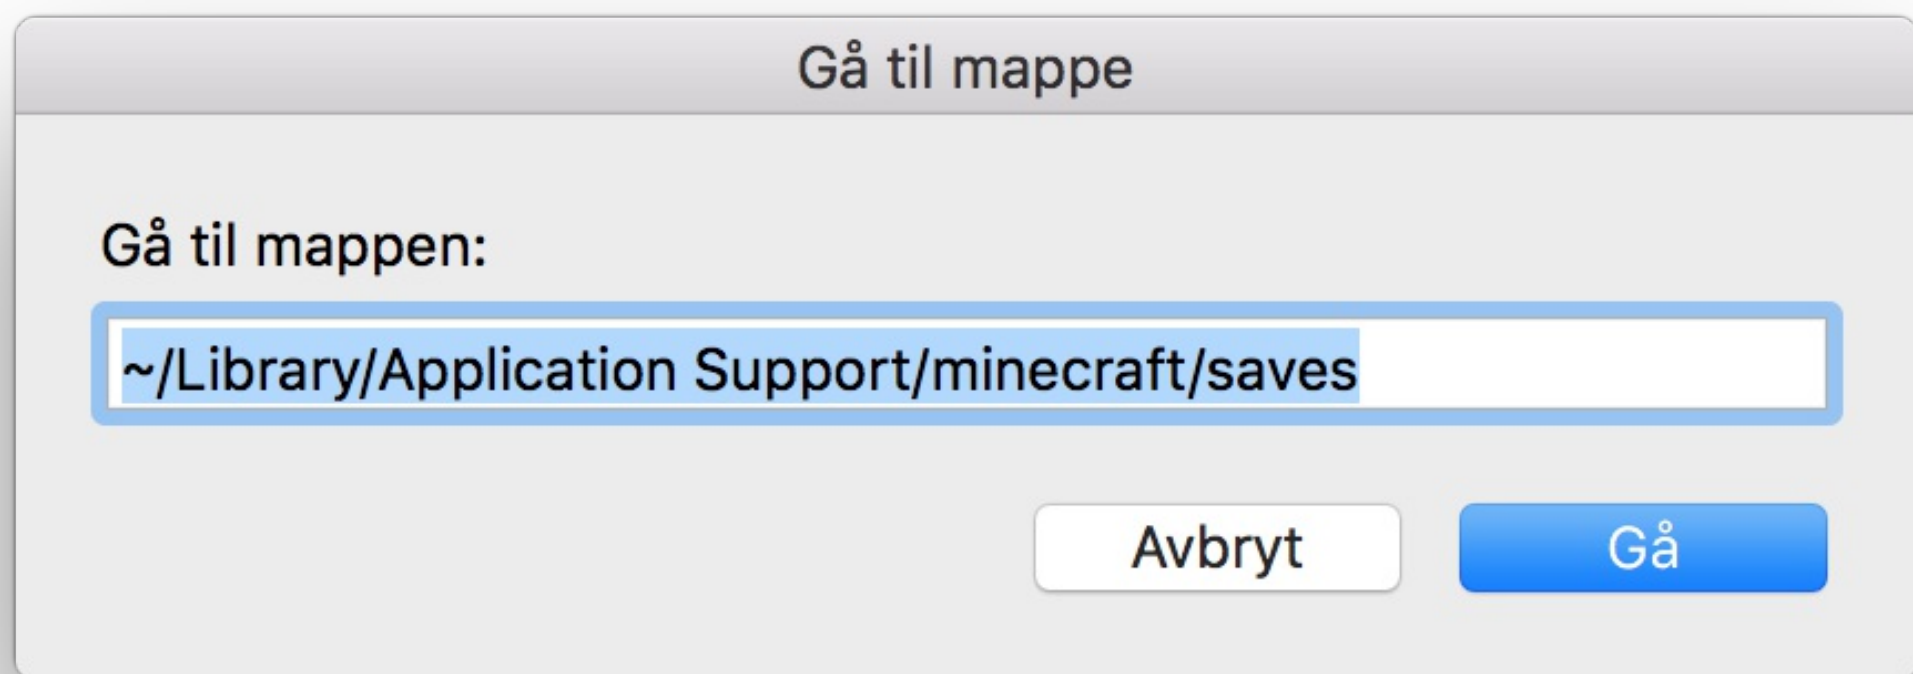 Gå til mappe
Gå til mappen:
~/Library/Application Support/minecraft/saves
Avbryt Gå